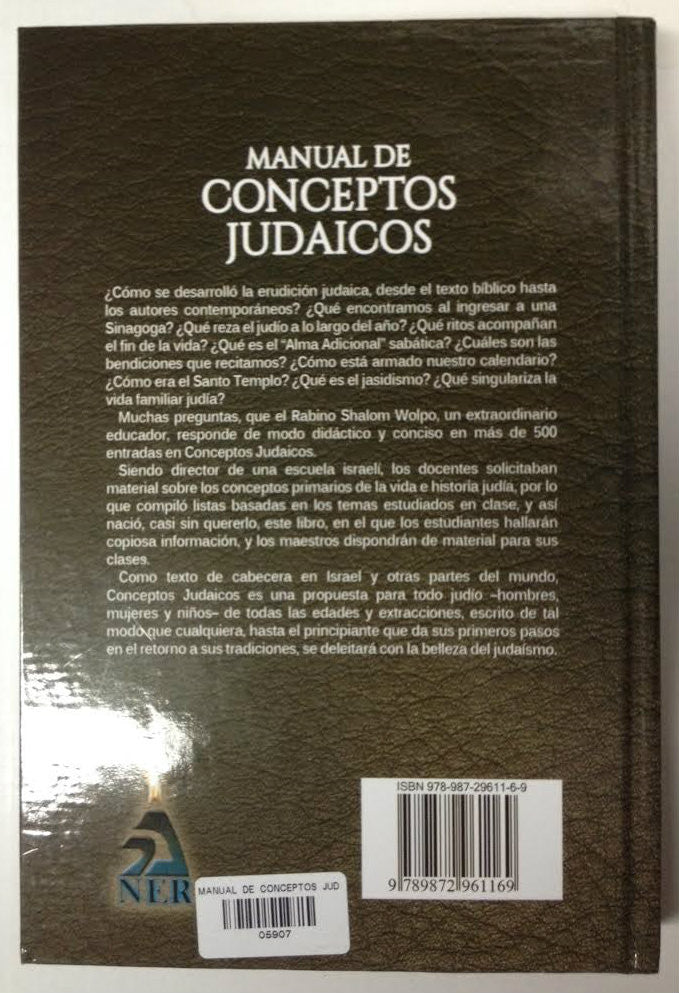 MANUAL DE
CONCEPTOS
JUDAICOS
¿Cómo se desarrolló la erudición judaica, desde el texto bíblico hasta
los autores contemporáneos? ¿Qué encontramos al ingresar a una
Sinagoga? ¿Qué reza el judío a lo largo del año? ¿Qué ritos acompañan
el fin de la vida? ¿Qué es el "Alma Adicional" sabática? ¿Cuáles son las
bendiciones que recitamos? ¿Cómo está armado nuestro calendario?
¿Cómo era el Santo Templo? ¿Qué es el jasidismo? ¿Qué singulariza la
vida familiar judía?
Muchas preguntas, que el Rabino Shalom Wolpo, un extraordinario
educador, responde de modo didáctico y conciso en más de 500
entradas en Conceptos Judaicos.
Siendo director de una escuela israelí, los docentes solicitaban
material sobre los conceptos primarios de la vida e historia judía, por lo
que compiló listas basadas en los temas estudiados en clase, y así
nació, casi sin quererlo, este libro, en el que los estudiantes hallarán
copiosa información, y los maestros dispondrán de material para sus
clases.
Como texto de cabecera en Israel y otras partes del mundo,
Conceptos Judaicos es una propuesta para todo judío –hombres,
mujeres y niños– de todas las edades y extracciones, escrito de tal
modo que cualquiera, hasta el principiante que da sus primeros pasos
en el retorno a sus tradiciones, se deleitará con la belleza del judaísmo.
ISBN 978-987-29611-6-9
9 789872 961169
NER
MANUAL DE CONCEPTOS JUD
05907